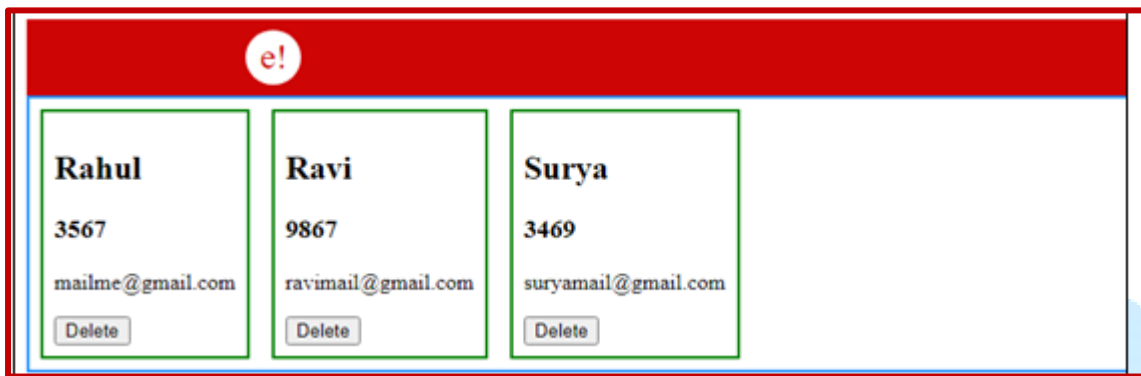 e!
Rahul
3567
mailme@gmail.com
Delete
Ravi
9867
ravimail@gmail.com
Delete
Surya
3469
suryamail@gmail.com
Delete